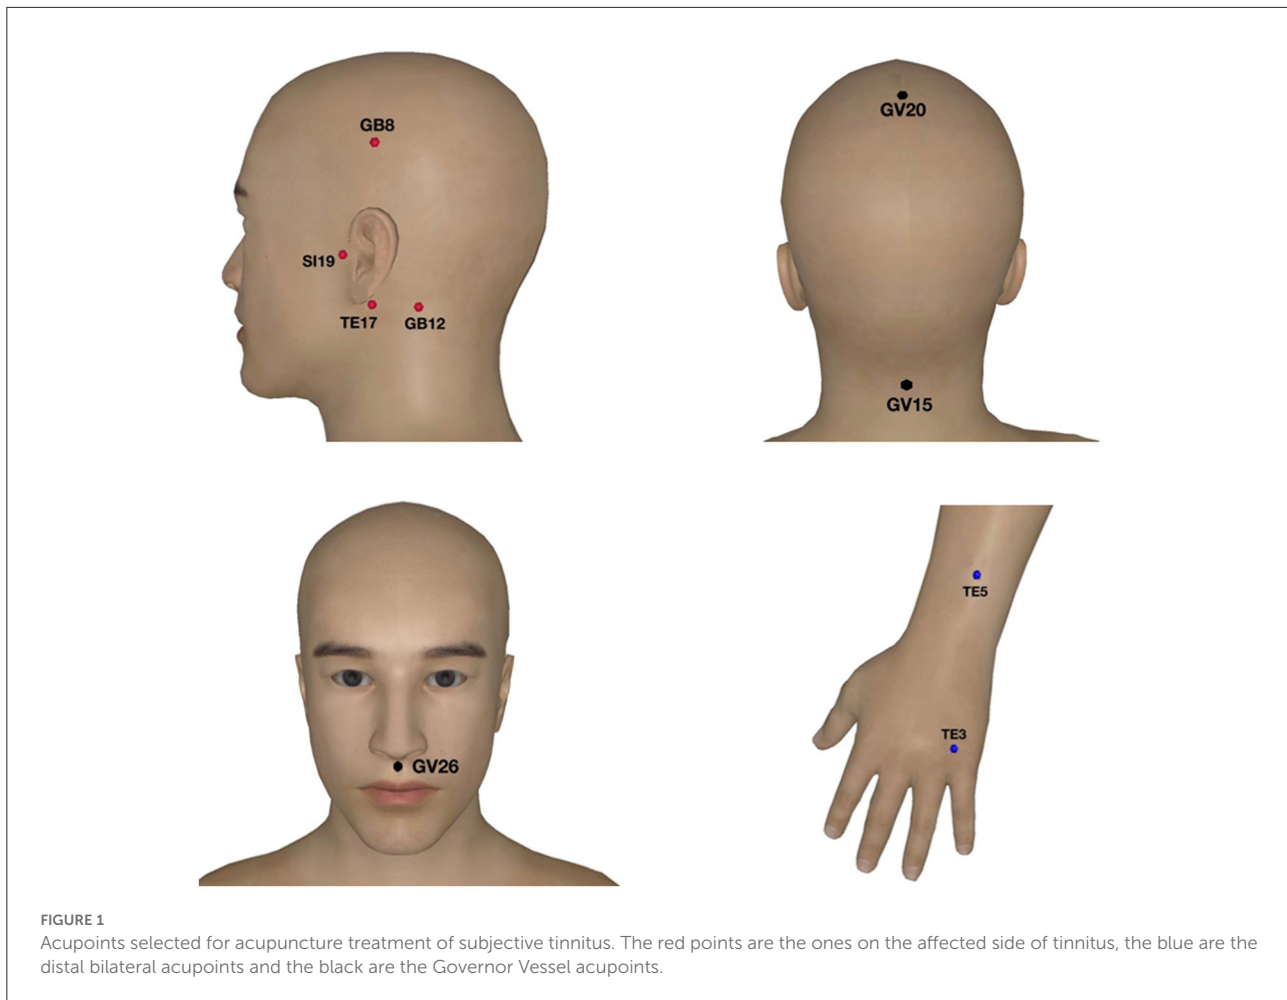 GB8
SI19
TE17
GB12
GV20
GV15
GV26
TE5
TE3
FIGURE 1
Acupoints selected for acupuncture treatment of subjective tinnitus. The red points are the ones on the affected side of tinnitus, the blue are the
distal bilateral acupoints and the black are the Governor Vessel acupoints.